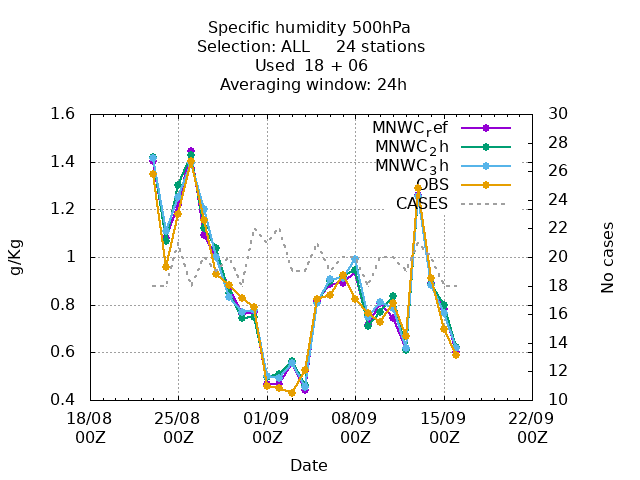 Specific humidity 500hPa
Selection: ALL 24 stations
Used 18 + 06
Averaging window: 24h
1.6
1.4
1.2
1
0.8
0.6
0.4
g/Kg
30
28
26
24
22
20
18
16
14
12
10
No cases
MNWC_ref
MNWC_2h
MNWC_3h
OBS
CASES
18/08 25/08 01/09 08/09 15/09 22/09
00Z 00Z 00Z 00Z 00Z 00Z
Date